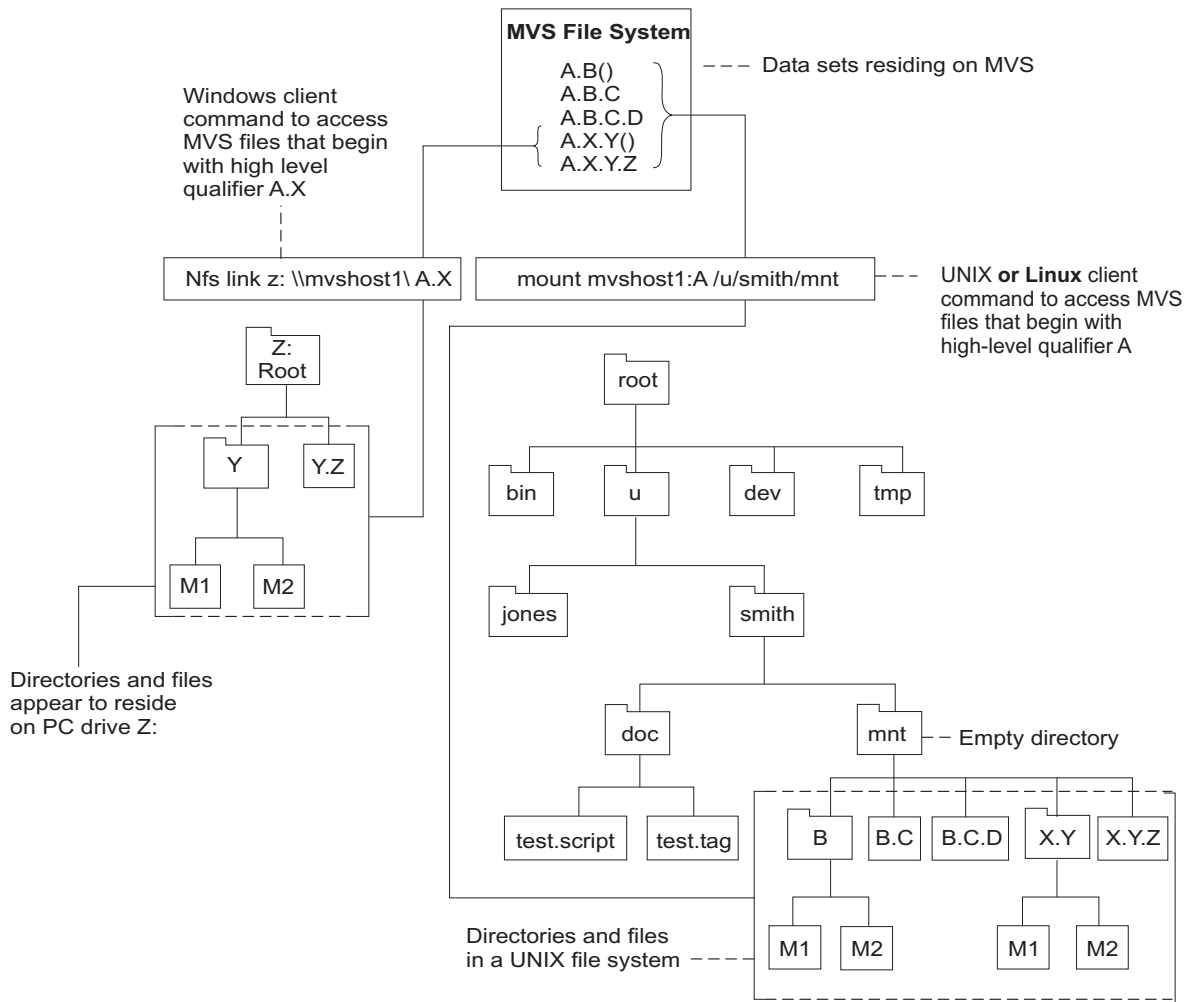 MVS File System
A.B()
A.B.C
A.B.C.D
A.X.Y()
A.X.Y.Z
Data sets residing on MVS
Windows client
command to access
MVS files that begin
with high level
qualifier A.X
Nfs link z: \\mvshost1\ A.X
mount mvshost1:A /u/smith/mnt
UNIX or Linux client
command to access MVS
files that begin with
high-level qualifier A
Z:
Root
Y
Y.Z
M1
M2
Directories and files
appear to reside
on PC drive Z:
root
bin
u
dev
tmp
jones
smith
doc
mnt
Empty directory
test.script
test.tag
B
B.C
B.C.D
X.Y
X.Y.Z
M1
M2
M1
M2
Directories and files
in a UNIX file system